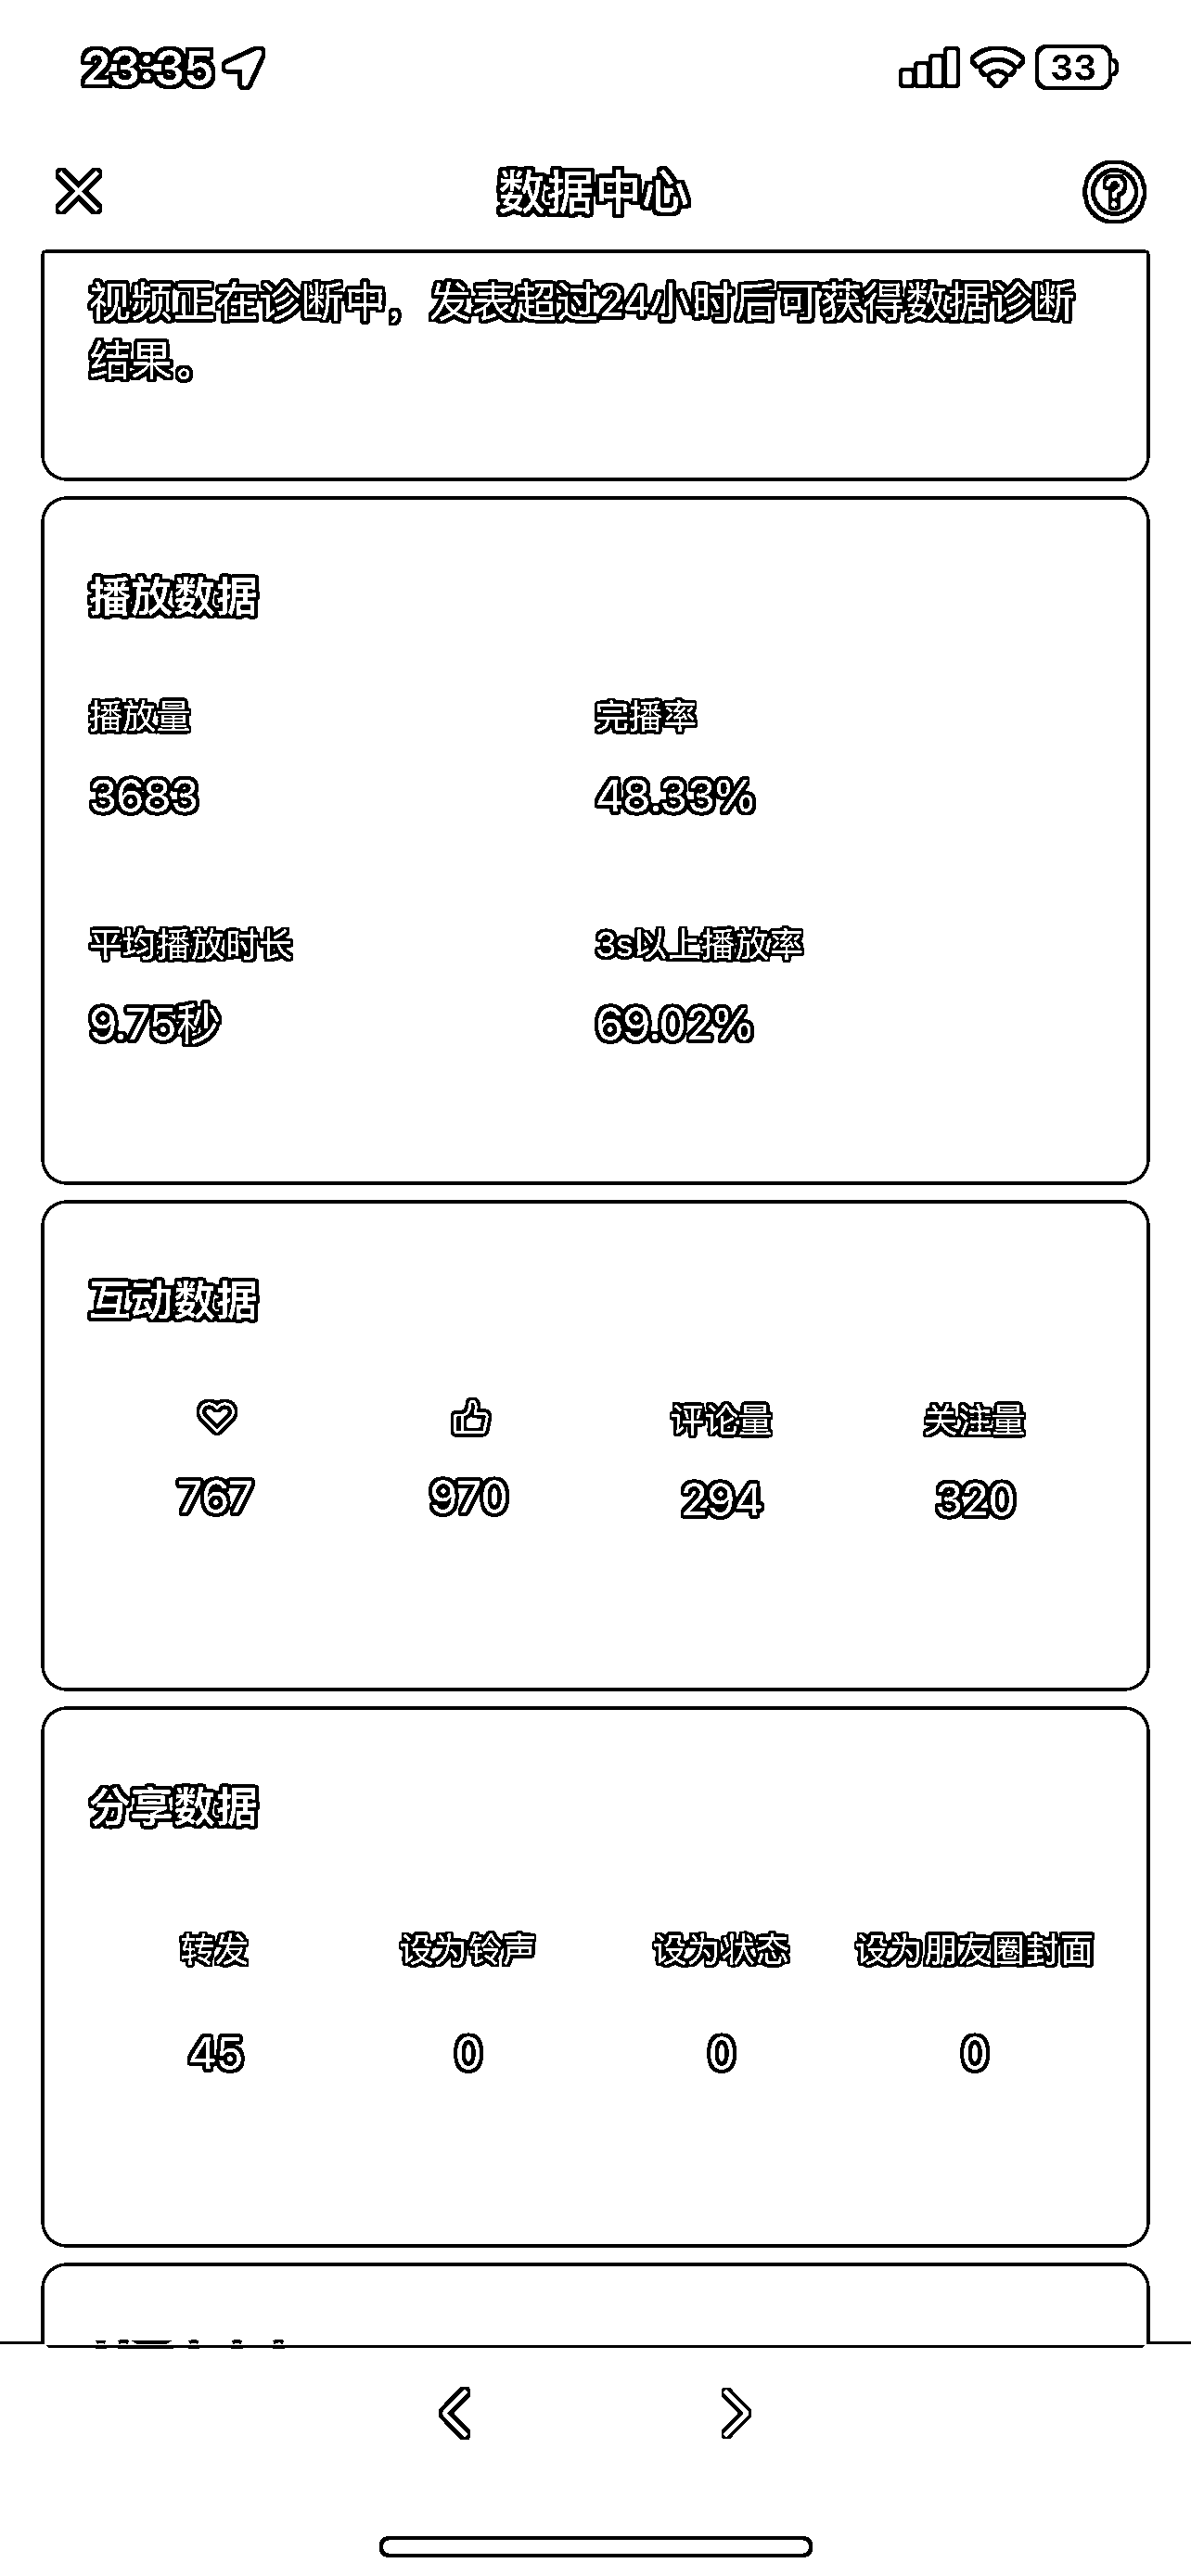 23:35
33
数据中心
视频正在诊断中，发表超过24小时后可获得数据诊断
结果。
播放数据
播放量 完播率
3683 48.33%
平均播放时长 3s以上播放率
9.75秒 69.02%
互动数据
评论量 关注量
767 970 294 320
分享数据
转发 设为铃声 设为状态 设为朋友圈封面
45 0 0 0